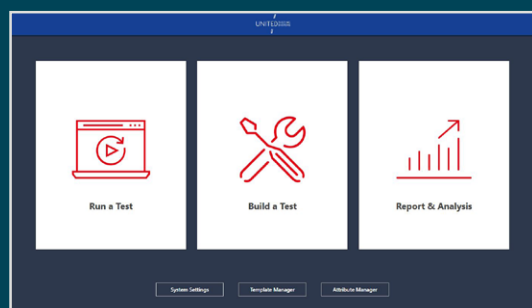 Run a Test
Build a Test
Report & Analysis
System Settings
Template Manager
Attribute Manager